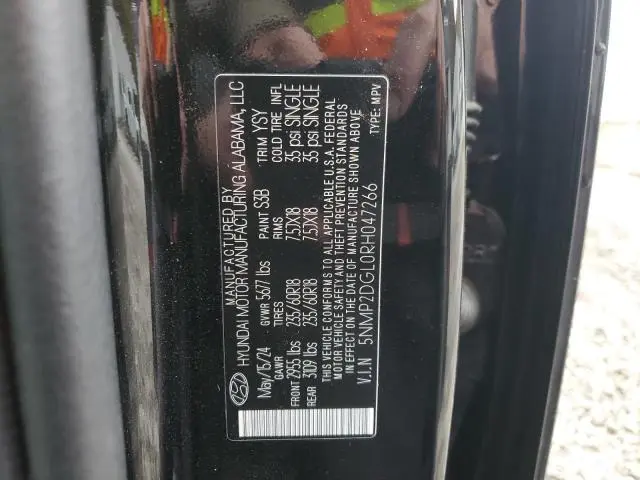 MANUFACTURED BY
HYUNDAI MOTOR MANUFACTURING ALABAMA, LLC
May/15/24 GVWR 5677 lbs PAINT S3B TRIM YSY
GAWR TIRES RIMS COLD TIRE INFL
FRONT 2955 lbs 235/60R18 7.5JX18 35 psi SINGLE
REAR 3109 lbs 235/60R18 7.5JX18 35 psi SINGLE
THIS VEHICLE CONFORMS TO ALL APPLICABLE U.S.A. FEDERAL
MOTOR VEHICLE SAFETY AND THEFT PREVENTION STANDARDS
IN EFFECT ON THE DATE OF MANUFACTURE SHOWN ABOVE
V.I.N 5NMP2DGL0RH047266 TYPE: MPV